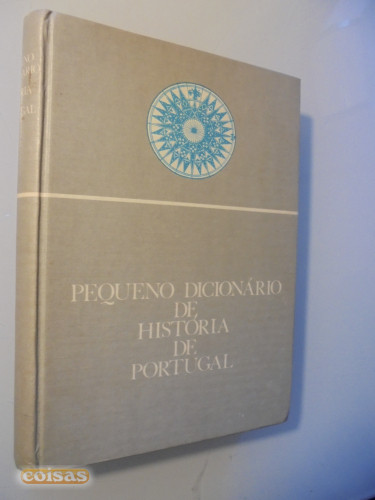 PEQUENO DICIONÁRIO
DE
HISTÓRIA
DE
PORTUGAL
coisas